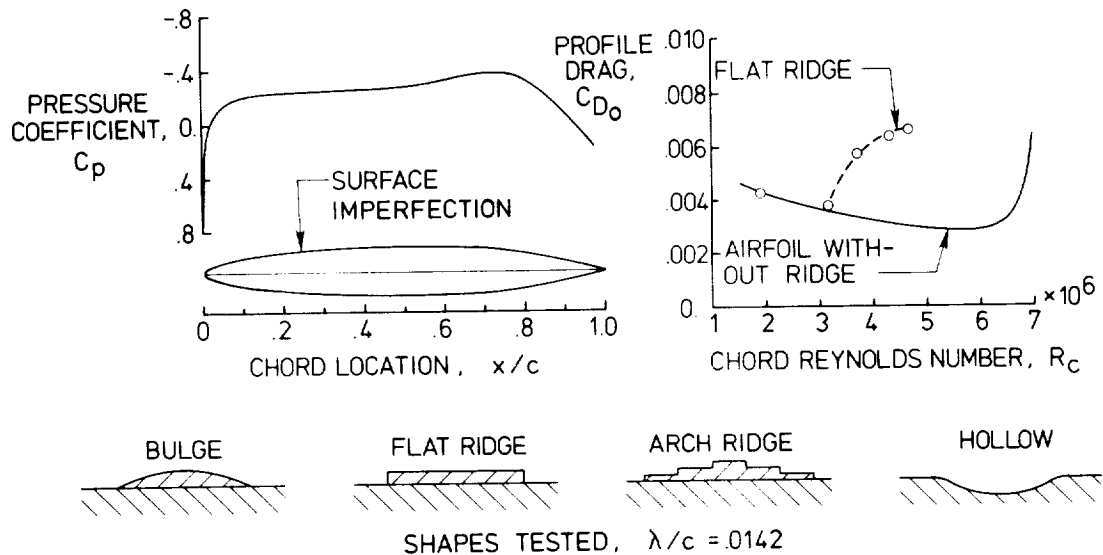 -.8
-.4
0.
.4
.8
PRESSURE
COEFFICIENT,
Cp
SURFACE
IMPERFECTION
0 .2 .4 .6 .8 1.0
CHORD LOCATION, x/c
PROFILE
DRAG,
CDo
.010
.008
.006
.004
.002
0
FLAT RIDGE
AIRFOIL WITH-
OUT RIDGE
1 2 3 4 5 6 7
×10⁶
CHORD REYNOLDS NUMBER, Rc
BULGE
FLAT RIDGE
ARCH RIDGE
HOLLOW
SHAPES TESTED, λ/c = .0142